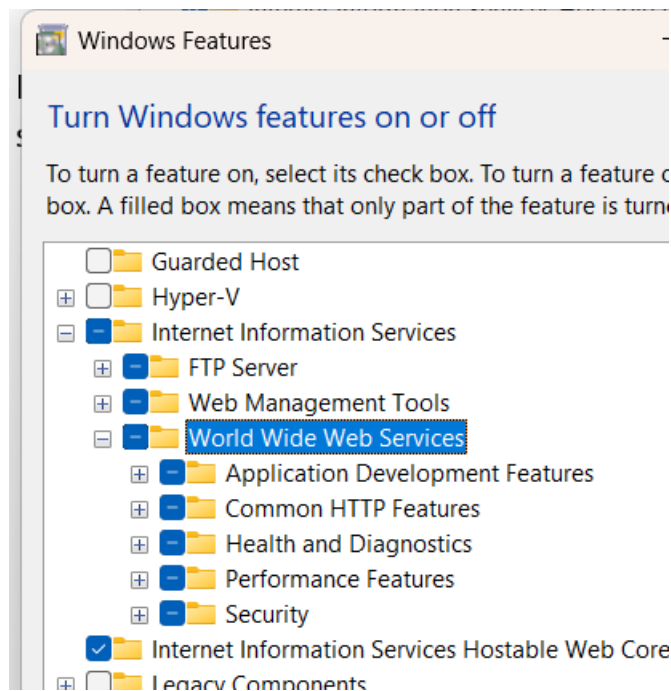 Windows Features
Turn Windows features on or off
To turn a feature on, select its check box. To turn a feature
box. A filled box means that only part of the feature is
Guarded Host
Hyper-V
Internet Information Services
FTP Server
Web Management Tools
World Wide Web Services
Application Development Features
Common HTTP Features
Health and Diagnostics
Performance Features
Security
Internet Information Services Hostable Web Core
Legacy Components